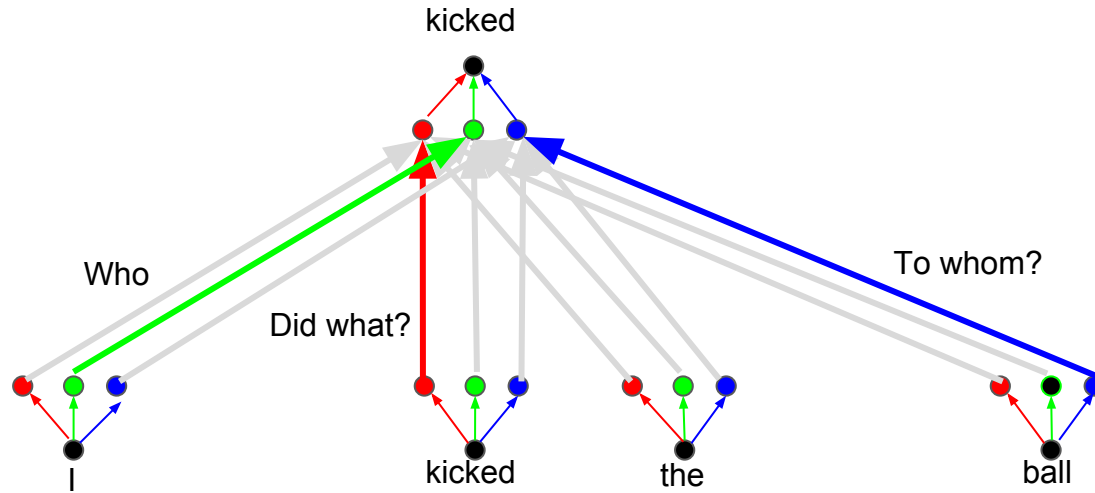 kicked
Who
To whom?
Did what?
I
kicked
the
ball